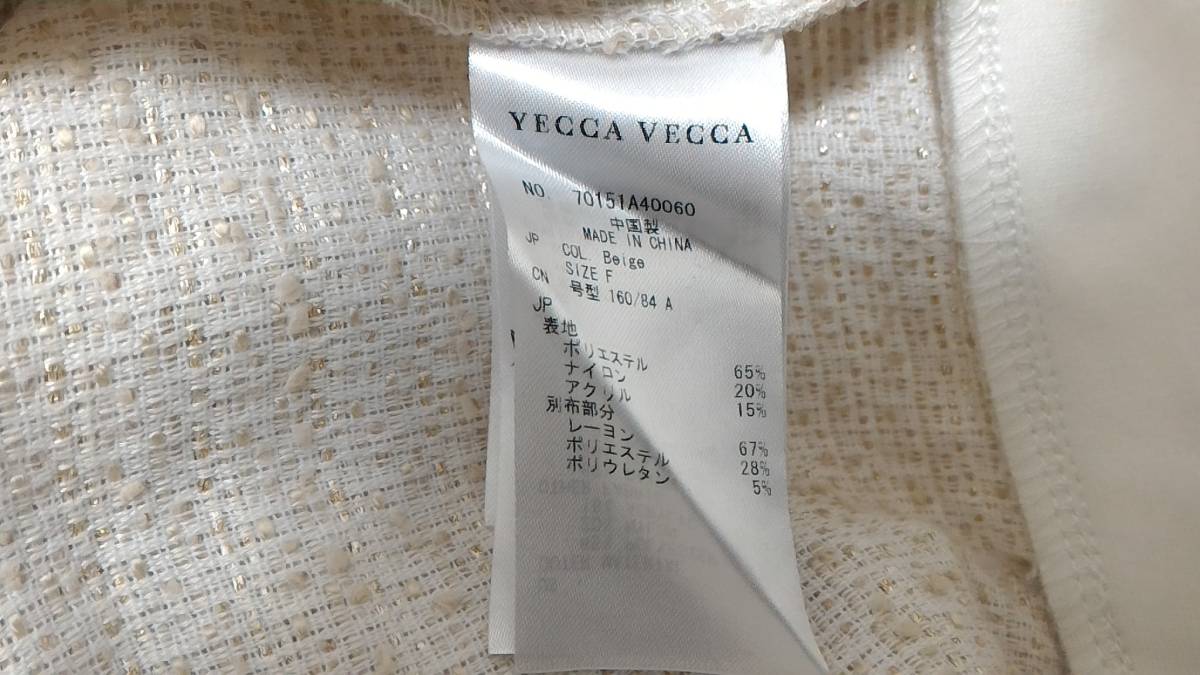 YECCA VECCA
NO. 70151A40060
中国製
MADE IN CHINA
JP COL. Beige
SIZE F
CN 号型 160/84 A
JP
表地
ポリエステル 65%
ナイロン 20%
アクリル 15%
別布部分
レーヨン 67%
ポリエステル 28%
ポリウレタン 5%